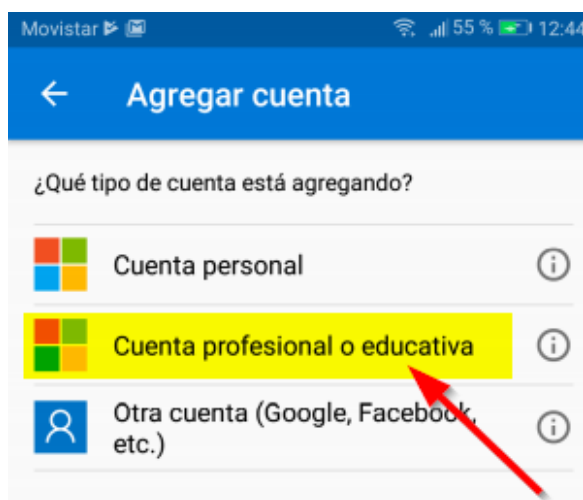 Movistar 55 % 12:44
Agregar cuenta
¿Qué tipo de cuenta está agregando?
Cuenta personal
Cuenta profesional o educativa
Otra cuenta (Google, Facebook,
etc.)